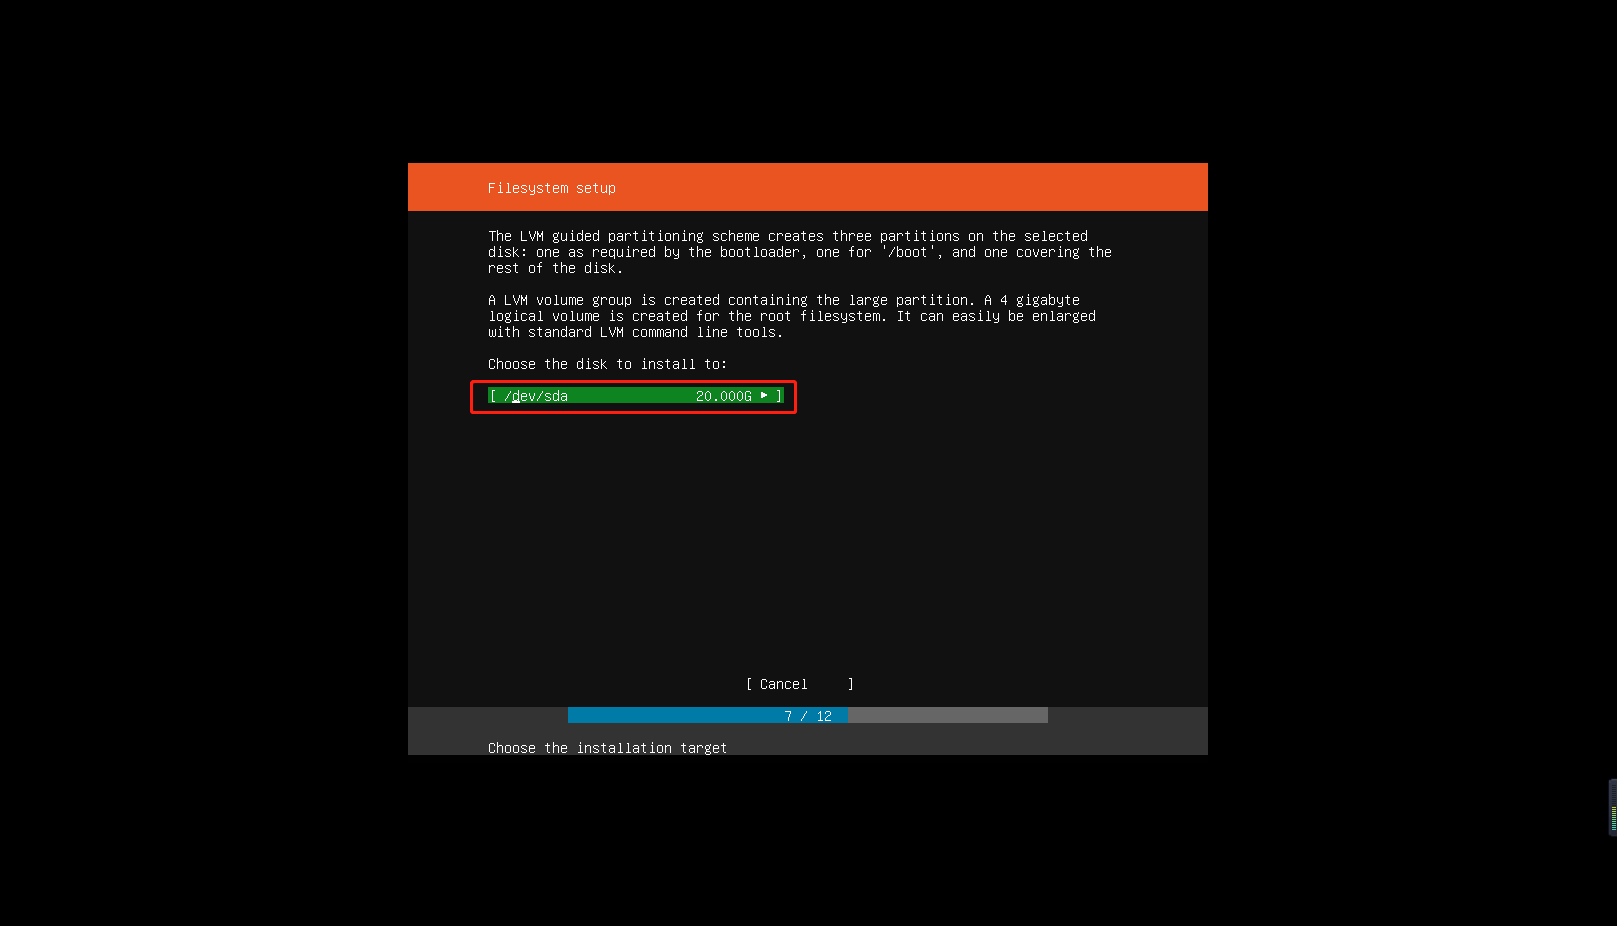 Filesystem setup
The LVM guided partitioning scheme creates three partitions on the selected
disk: one as required by the bootloader, one for '/boot', and one covering the
rest of the disk.
A LVM volume group is created containing the large partition. A 4 gigabyte
logical volume is created for the root filesystem. It can easily be enlarged
with standard LVM command line tools.
Choose the disk to install to:
[ /dev/sda 20.000G ► ]
[ Cancel ]
7 / 12
Choose the installation target